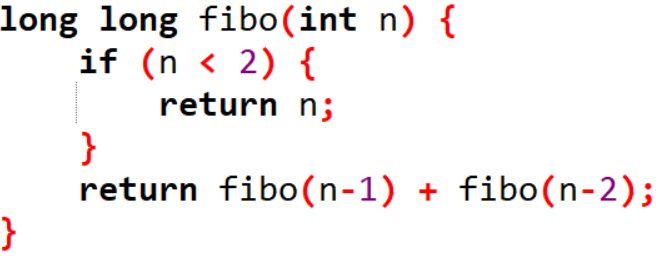 long long fibo(int n) {
    if (n < 2) {
        return n;
    }
    return fibo(n-1) + fibo(n-2);
}